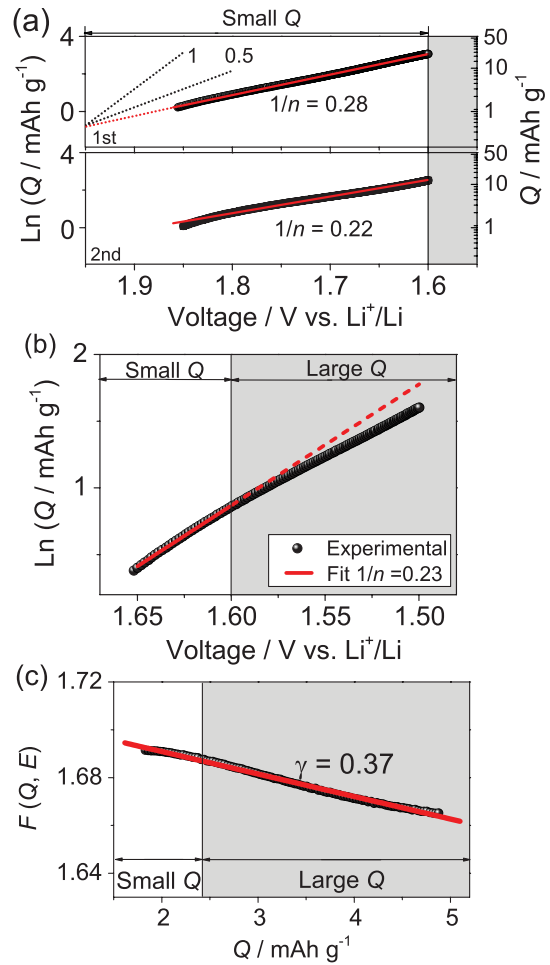 (a)
Small Q
4
0
1
0.5
1/n = 0.28
1st
50
10
1
4
0
1/n = 0.22
2nd
50
10
1
Ln (Q / mAh g⁻¹)
Q / mAh g⁻¹
1.9 1.8 1.7 1.6
Voltage / V vs. Li⁺/Li
(b)
2
1
Small Q Large Q
Ln (Q / mAh g⁻¹)
Experimental
Fit 1/n =0.23
1.65 1.60 1.55 1.50
Voltage / V vs. Li⁺/Li
(c)
1.72
1.68
1.64
F (Q, E)
γ = 0.37
Small Q Large Q
2 3 4 5
Q / mAh g⁻¹